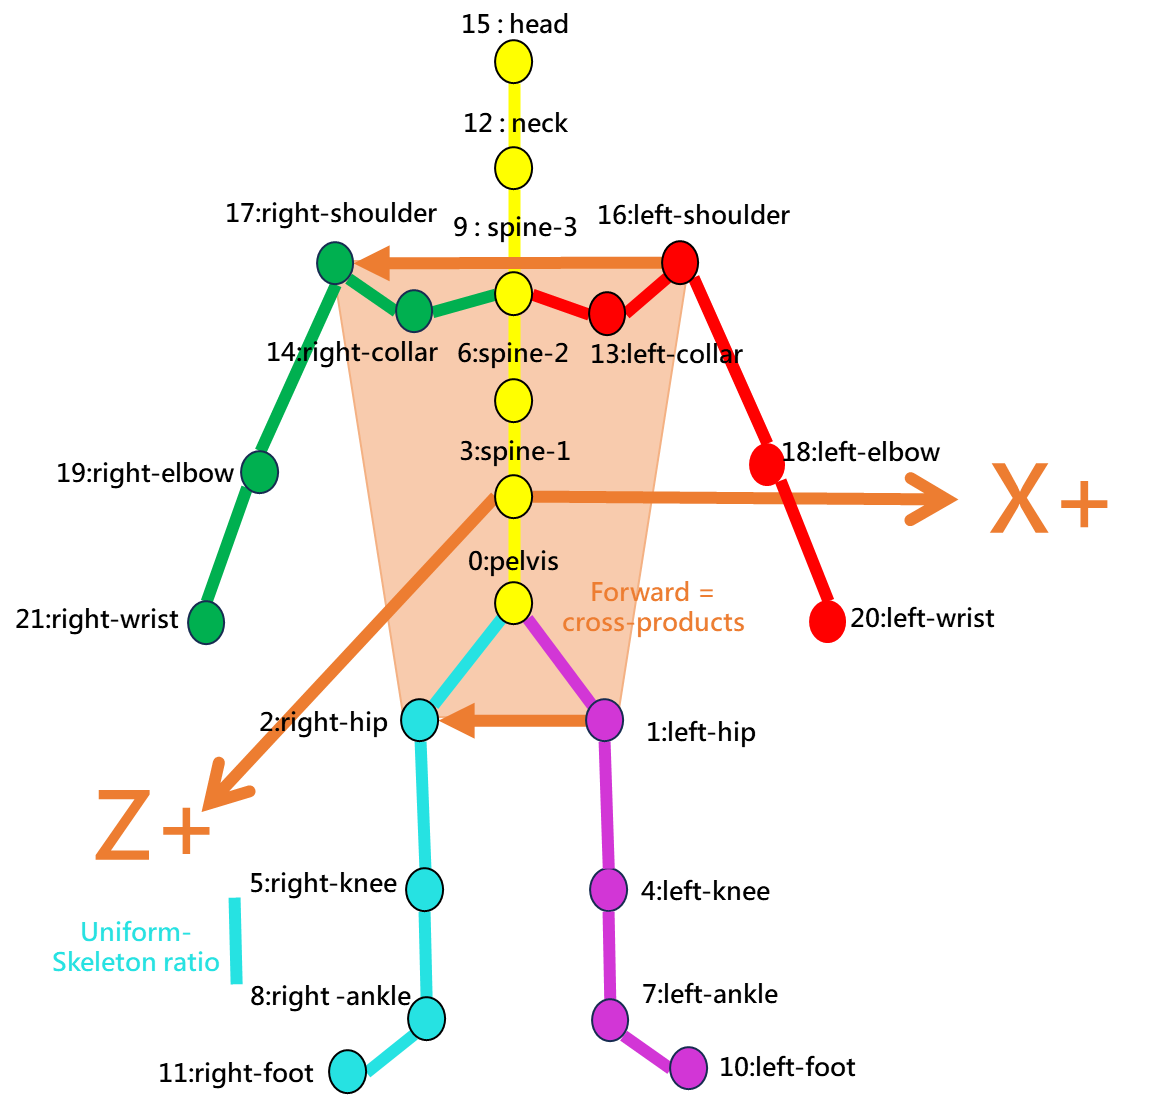 15 : head
12 : neck
17:right-shoulder
16:left-shoulder
9 : spine-3
14:right-collar
6:spine-2
13:left-collar
3:spine-1
18:left-elbow
19:right-elbow
X+
0:pelvis
Forward =
cross-products
21:right-wrist
20:left-wrist
2:right-hip
1:left-hip
Z+
5:right-knee
4:left-knee
Uniform-
Skeleton ratio
8:right -ankle
7:left-ankle
11:right-foot
10:left-foot